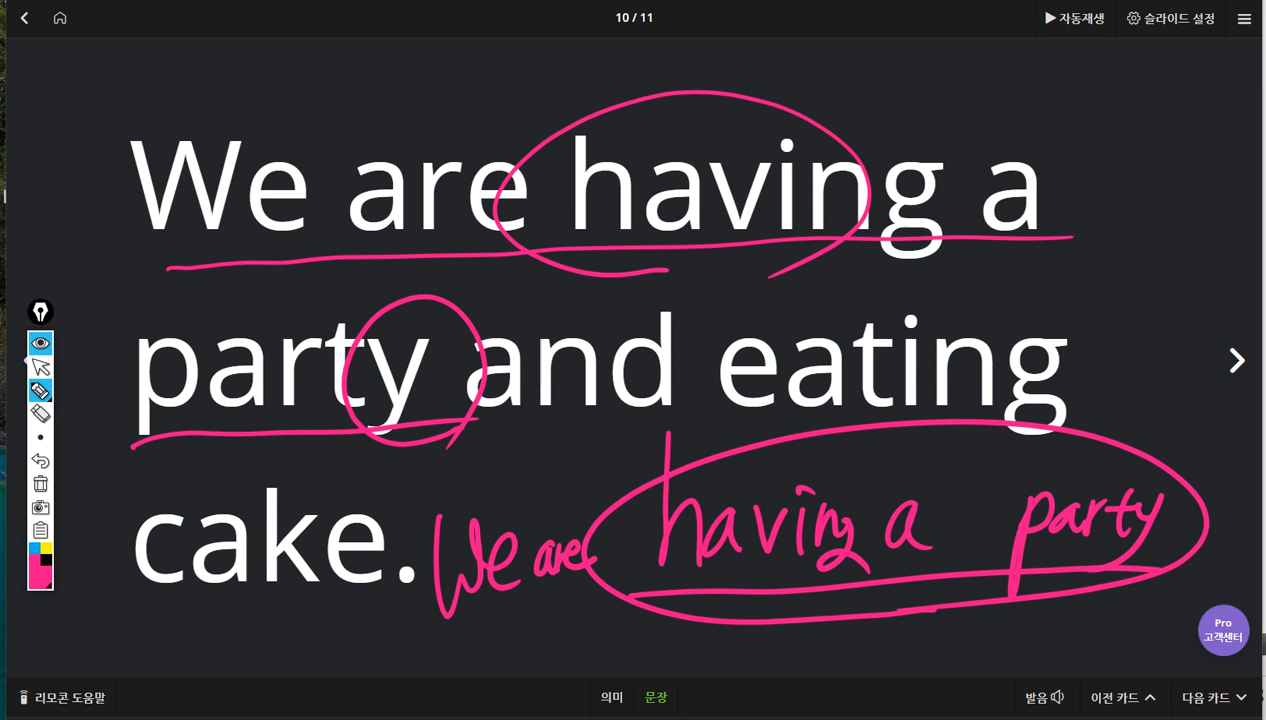 10 / 11
자동재생
슬라이드 설정
We are having a
party and eating
cake.
We are having a party
Pro
고객센터
리모콘 도움말
의미
문장
발음
이전 카드
다음 카드